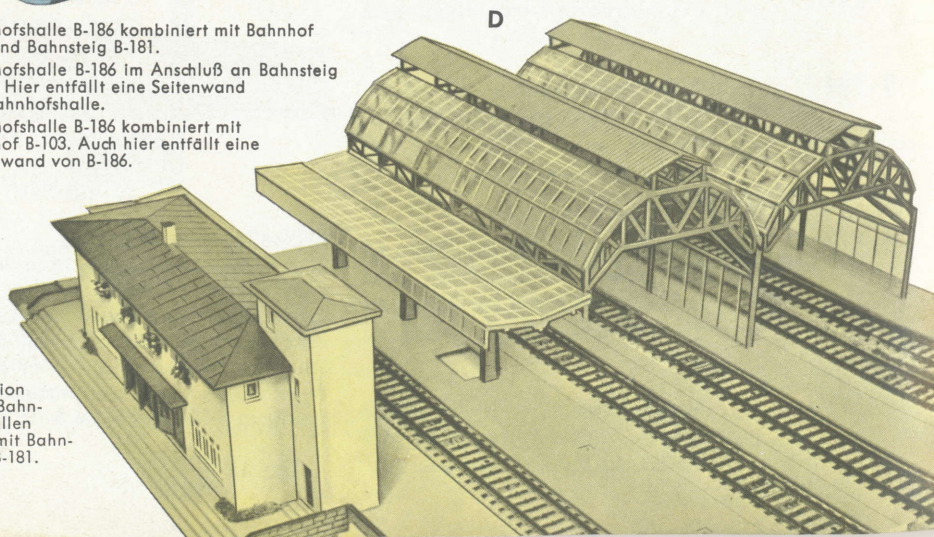 hofshalle B-186 kombiniert mit Bahnhof
nd Bahnsteig B-181.
hofshalle B-186 im Anschluß an Bahnsteig
Hier entfällt eine Seitenwand
ahnhofshalle.
hofshalle B-186 kombiniert mit
hof B-103. Auch hier entfällt eine
wand von B-186.
D
ion
Bahn-
llen
mit Bahn-
B-181.